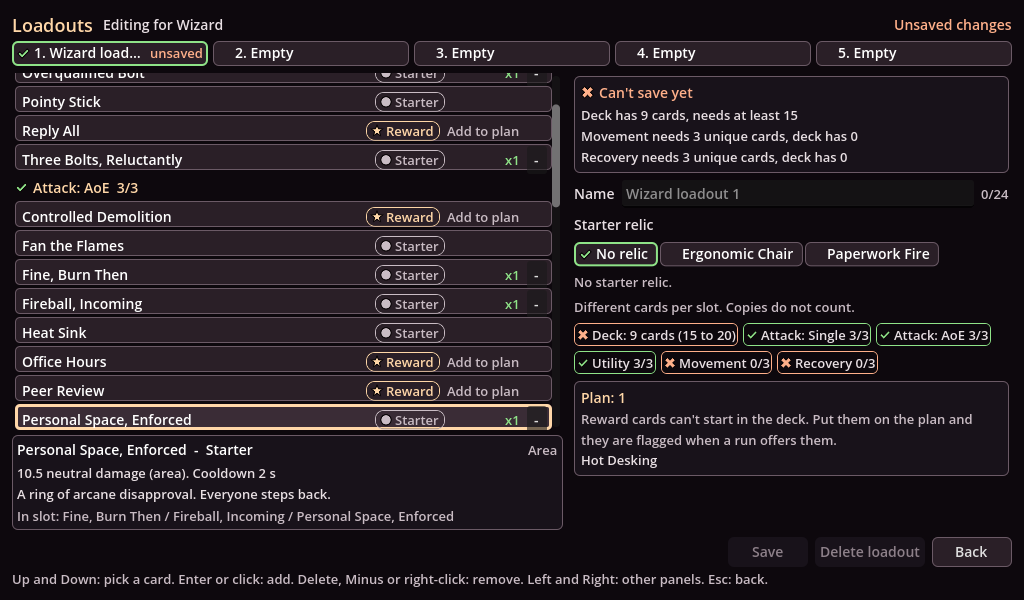 Loadouts Editing for Wizard Unsaved changes
1. Wizard load... unsaved 2. Empty 3. Empty 4. Empty 5. Empty
Overqualified Bolt Starter x1 -
Pointy Stick Starter
Reply All Reward Add to plan
Three Bolts, Reluctantly Starter x1 -
Attack: AoE 3/3
Controlled Demolition Reward Add to plan
Fan the Flames Starter
Fine, Burn Then Starter x1 -
Fireball, Incoming Starter x1 -
Heat Sink Starter
Office Hours Reward Add to plan
Peer Review Reward Add to plan
Personal Space, Enforced Starter x1 -
Personal Space, Enforced - Starter Area
10.5 neutral damage (area). Cooldown 2 s
A ring of arcane disapproval. Everyone steps back.
In slot: Fine, Burn Then / Fireball, Incoming / Personal Space, Enforced
Can't save yet
Deck has 9 cards, needs at least 15
Movement needs 3 unique cards, deck has 0
Recovery needs 3 unique cards, deck has 0
Name Wizard loadout 1 0/24
Starter relic
No relic Ergonomic Chair Paperwork Fire
No starter relic.
Different cards per slot. Copies do not count.
Deck: 9 cards (15 to 20) Attack: Single 3/3 Attack: AoE 3/3
Utility 3/3 Movement 0/3 Recovery 0/3
Plan: 1
Reward cards can't start in the deck. Put them on the plan and
they are flagged when a run offers them.
Hot Desking
Save Delete loadout Back
Up and Down: pick a card. Enter or click: add. Delete, Minus or right-click: remove. Left and Right: other panels. Esc: back.